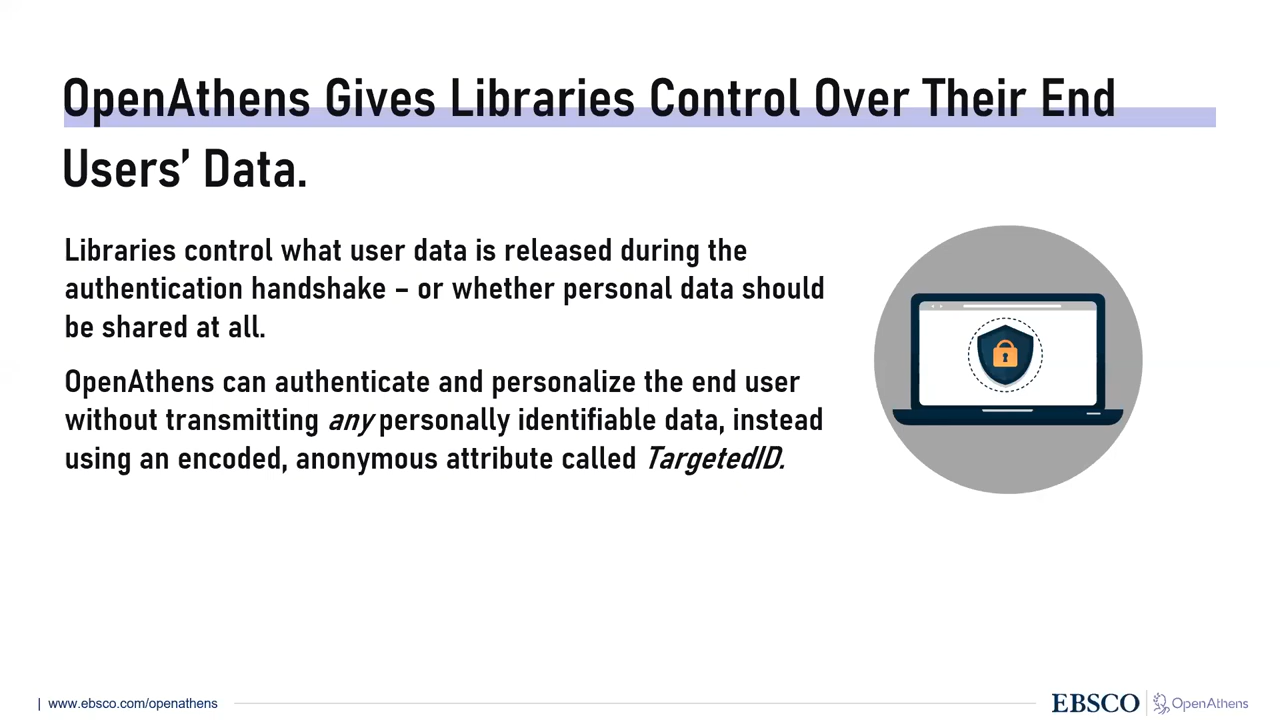 OpenAthens Gives Libraries Control Over Their End
Users’ Data.
Libraries control what user data is released during the
authentication handshake – or whether personal data should
be shared at all.
OpenAthens can authenticate and personalize the end user
without transmitting any personally identifiable data, instead
using an encoded, anonymous attribute called TargetedID.
| www.ebsco.com/openathens
EBSCO | OpenAthens